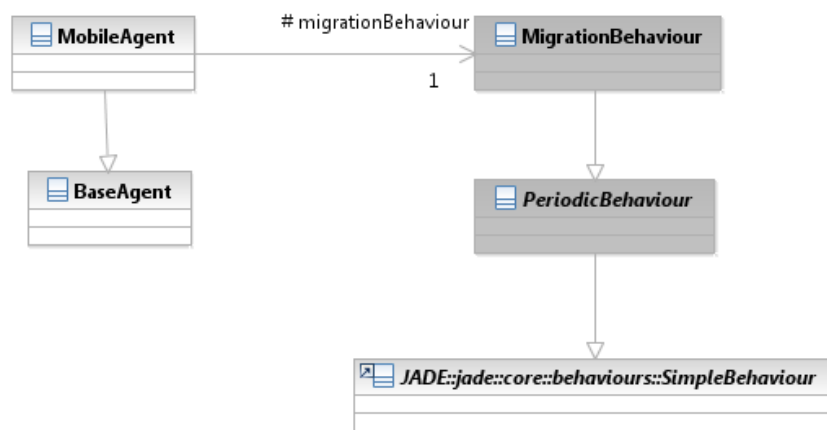 # migrationBehaviour
MobileAgent
MigrationBehaviour
1
BaseAgent
PeriodicBehaviour
JADE::jade::core::behaviours::SimpleBehaviour